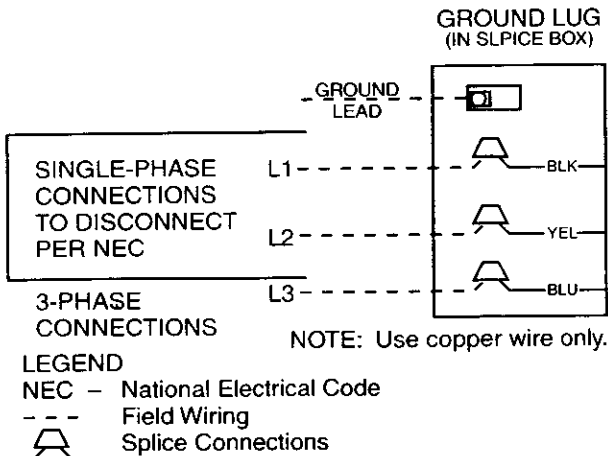 GROUND LUG
(IN SLPICE BOX)
GROUND
LEAD
SINGLE-PHASE
CONNECTIONS
TO DISCONNECT
PER NEC
L1
BLK
L2
YEL
L3
BLU
3-PHASE
CONNECTIONS
NOTE: Use copper wire only.
LEGEND
NEC – National Electrical Code
Field Wiring
Splice Connections